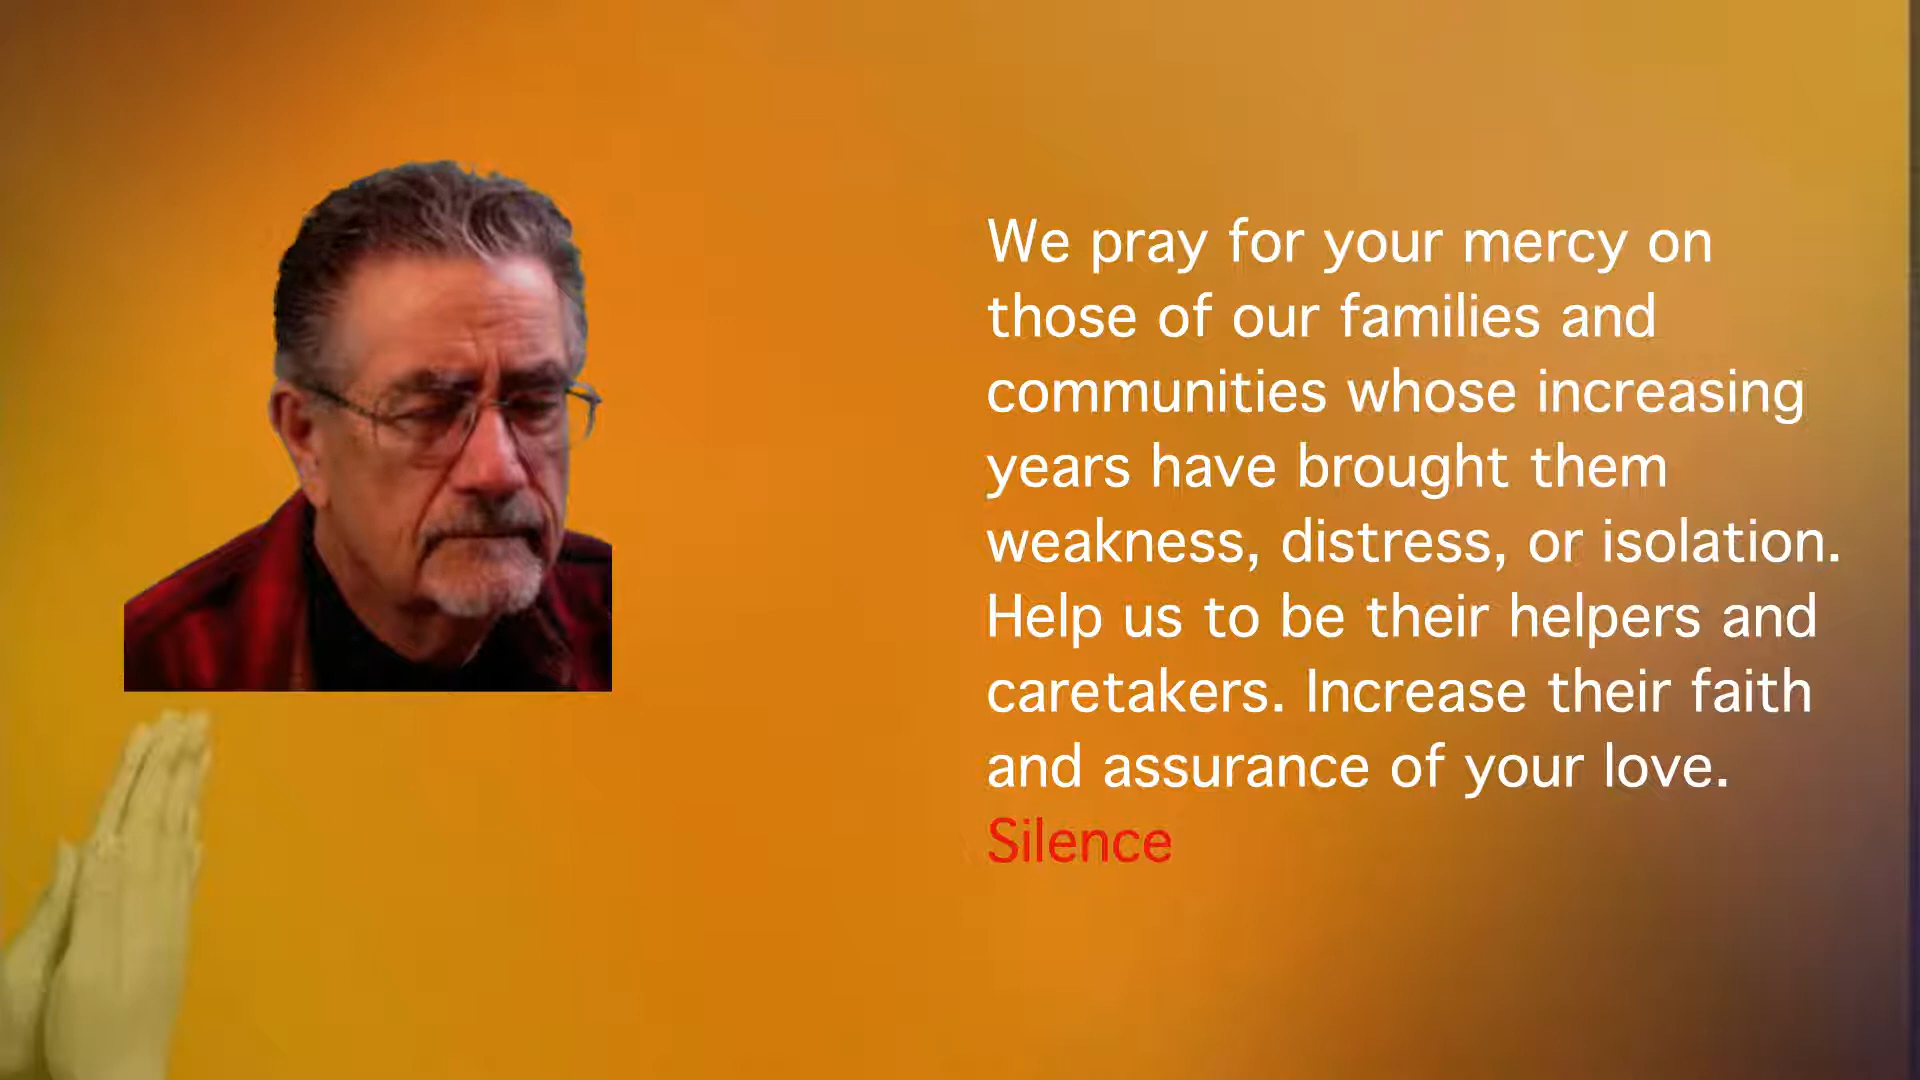 We pray for your mercy on
those of our families and
communities whose increasing
years have brought them
weakness, distress, or isolation.
Help us to be their helpers and
caretakers. Increase their faith
and assurance of your love.
Silence